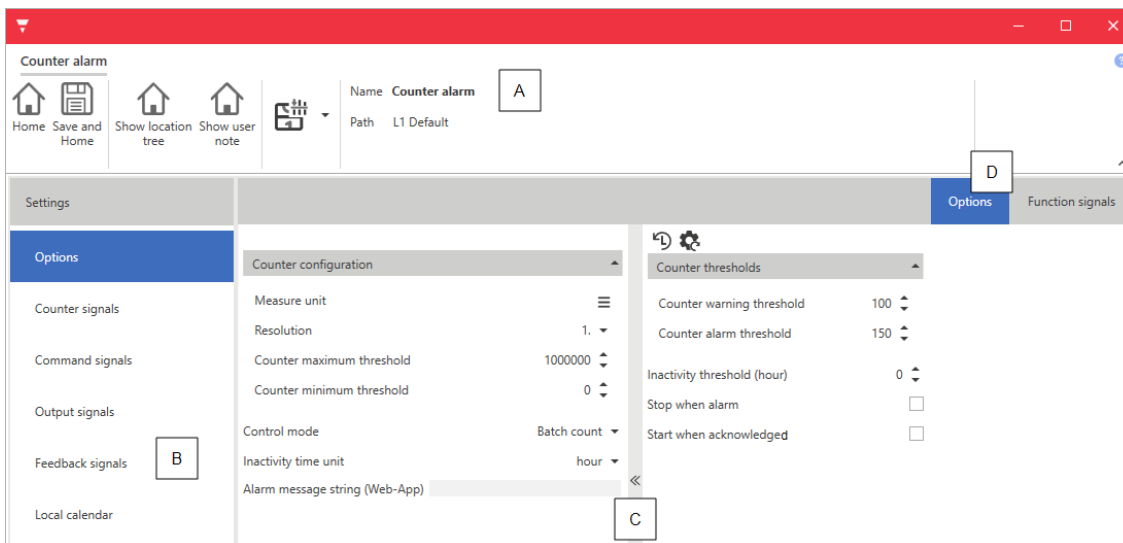 Counter alarm
Home
Save and Home
Show location tree
Show user note
Name Counter alarm
A
Path L1 Default
D
Settings
Options
Function signals
Options
Counter signals
Command signals
Output signals
Feedback signals
B
Local calendar
Counter configuration
Measure unit
Resolution 1.
Counter maximum threshold 1000000
Counter minimum threshold 0
Control mode Batch count
Inactivity time unit hour
Alarm message string (Web-App)
C
Counter thresholds
Counter warning threshold 100
Counter alarm threshold 150
Inactivity threshold (hour) 0
Stop when alarm
Start when acknowledged